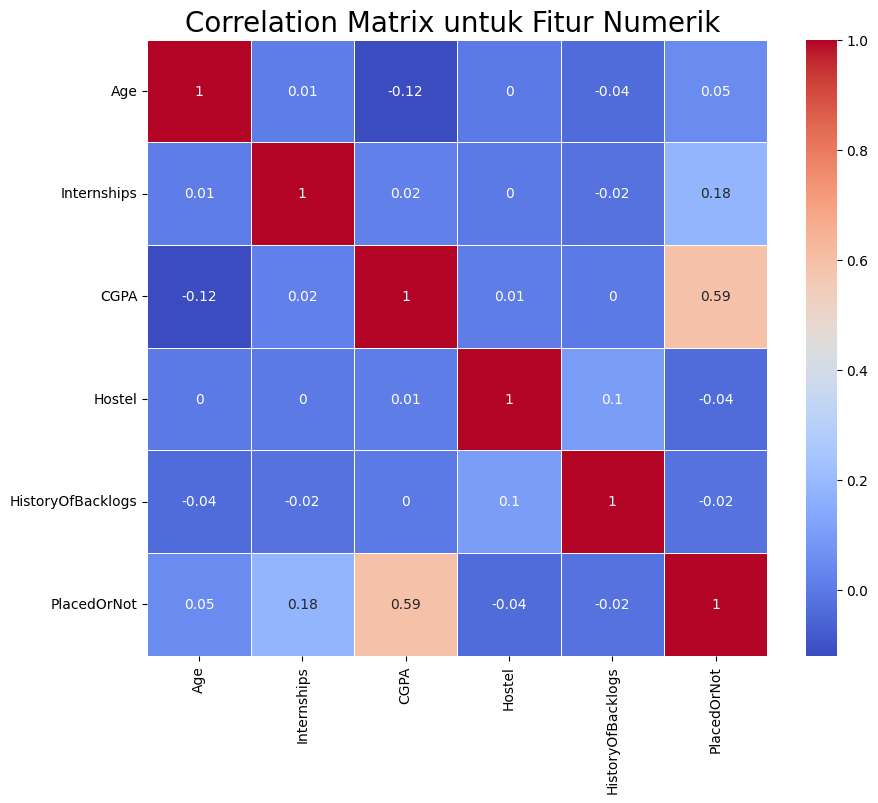 Correlation Matrix untuk Fitur Numerik
Age 1 0.01 -0.12 0 -0.04 0.05
Internships 0.01 1 0.02 0 -0.02 0.18
CGPA -0.12 0.02 1 0.01 0 0.59
Hostel 0 0 0.01 1 0.1 -0.04
HistoryOfBacklogs -0.04 -0.02 0 0.1 1 -0.02
PlacedOrNot 0.05 0.18 0.59 -0.04 -0.02 1
Age Internships CGPA Hostel HistoryOfBacklogs PlacedOrNot
1.0
0.8
0.6
0.4
0.2
0.0